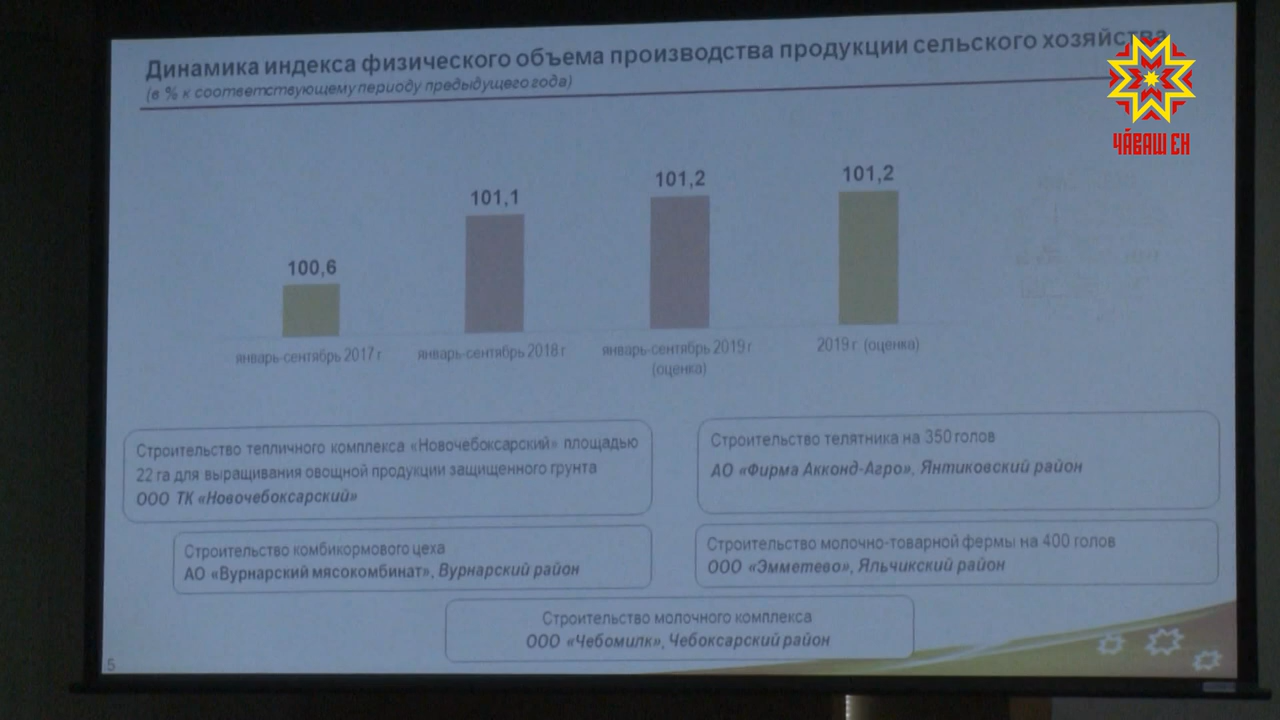 Динамика индекса физического объема производства продукции сельского хозяйства
(в % к соответствующему периоду предыдущего года)
ЧӐВАШ ЕН
100,6
101,1
101,2
101,2
январь-сентябрь 2017 г
январь-сентябрь 2018 г
январь-сентябрь 2019 г
(оценка)
2019 г (оценка)
Строительство тепличного комплекса «Новочебоксарский» площадью
22 га для выращивания овощной продукции защищенного грунта
ООО ТК «Новочебоксарский»
Строительство телятника на 350 голов
АО «Фирма Акконд-Агро», Янтиковский район
Строительство комбикормового цеха
АО «Вурнарский мясокомбинат», Вурнарский район
Строительство молочно-товарной фермы на 400 голов
ООО «Эмметево», Яльчикский район
Строительство молочного комплекса
ООО «Чебомилк», Чебоксарский район
5